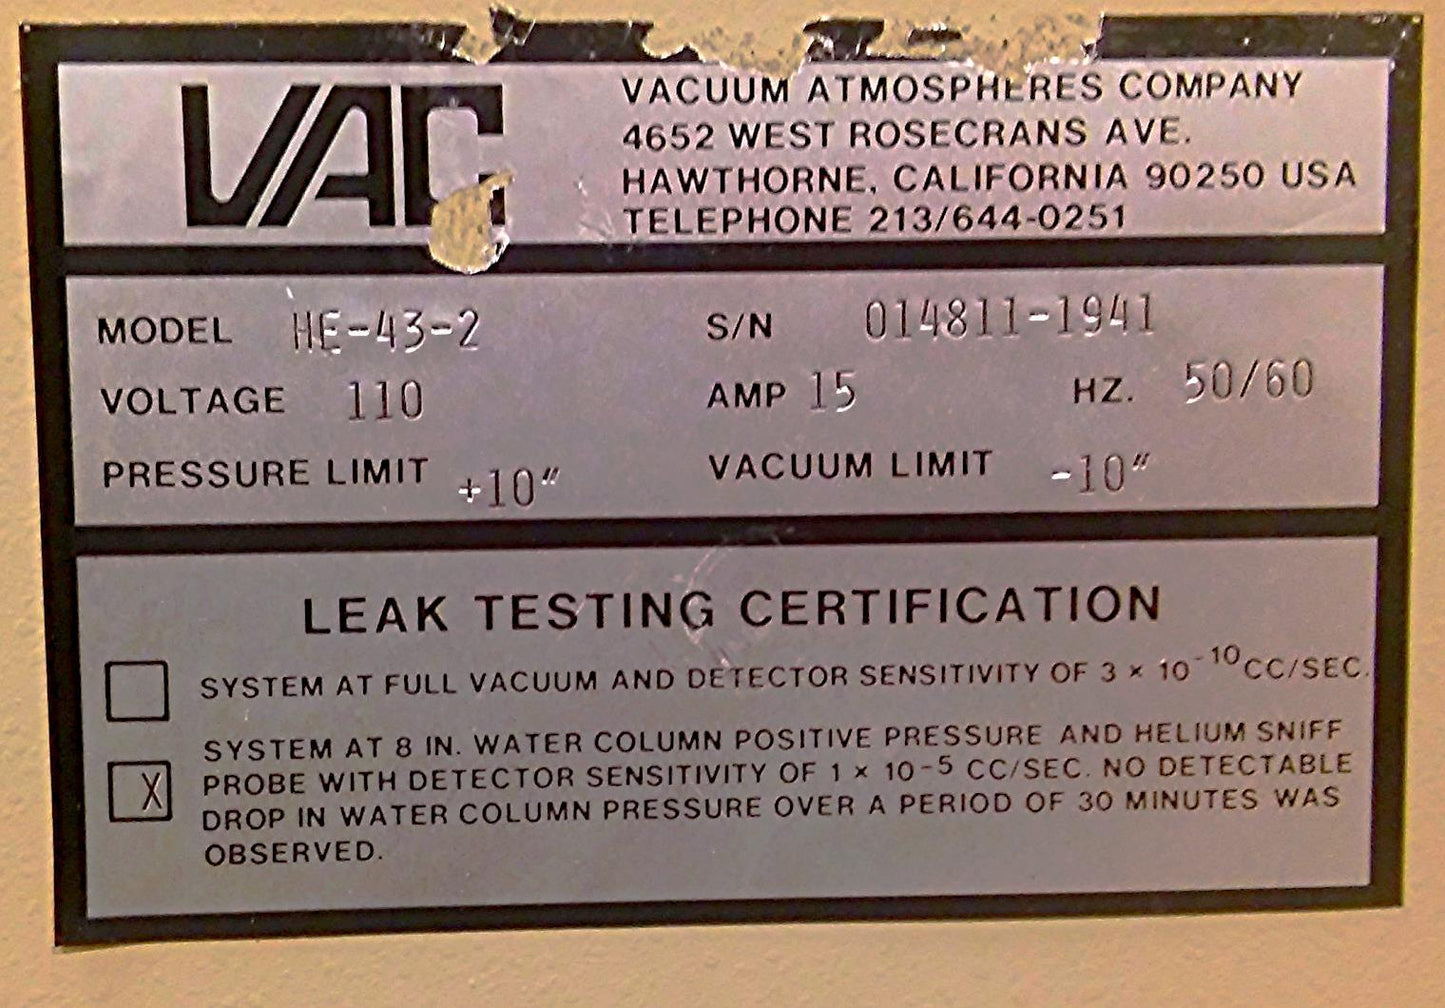 VAC
VACUUM ATMOSPHERES COMPANY
4652 WEST ROSECRANS AVE.
HAWTHORNE, CALIFORNIA 90250 USA
TELEPHONE 213/644-0251
MODEL HE-43-2 S/N 014811-1941
VOLTAGE 110 AMP 15 HZ. 50/60
PRESSURE LIMIT +10″ VACUUM LIMIT -10″
LEAK TESTING CERTIFICATION
SYSTEM AT FULL VACUUM AND DETECTOR SENSITIVITY OF 3 × 10⁻¹⁰ CC/SEC.
SYSTEM AT 8 IN. WATER COLUMN POSITIVE PRESSURE AND HELIUM SNIFF
X PROBE WITH DETECTOR SENSITIVITY OF 1 × 10⁻⁵ CC/SEC. NO DETECTABLE
DROP IN WATER COLUMN PRESSURE OVER A PERIOD OF 30 MINUTES WAS
OBSERVED.